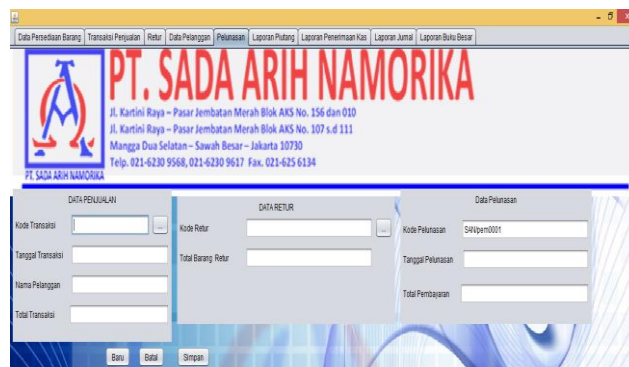 Data Persediaan Barang Transaksi Penjualan Retur Data Pelanggan Pelunasan Laporan Piutang Laporan Penerimaan Kas Laporan Jurnal Laporan Buku Besar
PT. SADA ARIH NAMORIKA
Jl. Kartini Raya – Pasar Jembatan Merah Blok AKS No. 156 dan 010
Jl. Kartini Raya – Pasar Jembatan Merah Blok AKS No. 107 s.d 111
Mangga Dua Selatan – Sawah Besar – Jakarta 10730
Telp. 021-6230 9568, 021-6230 9617 Fax. 021-625 6134
PT. SADA ARIH NAMORIKA
DATA PENJUALAN
Kode Transaksi ...
Tanggal Transaksi
Nama Pelanggan
Total Transaksi
DATA RETUR
Kode Retur ...
Total Barang Retur
Data Pelunasan
Kode Pelunasan SAN/pem0001
Tanggal Pelunasan
Total Pembayaran
Baru Batal Simpan